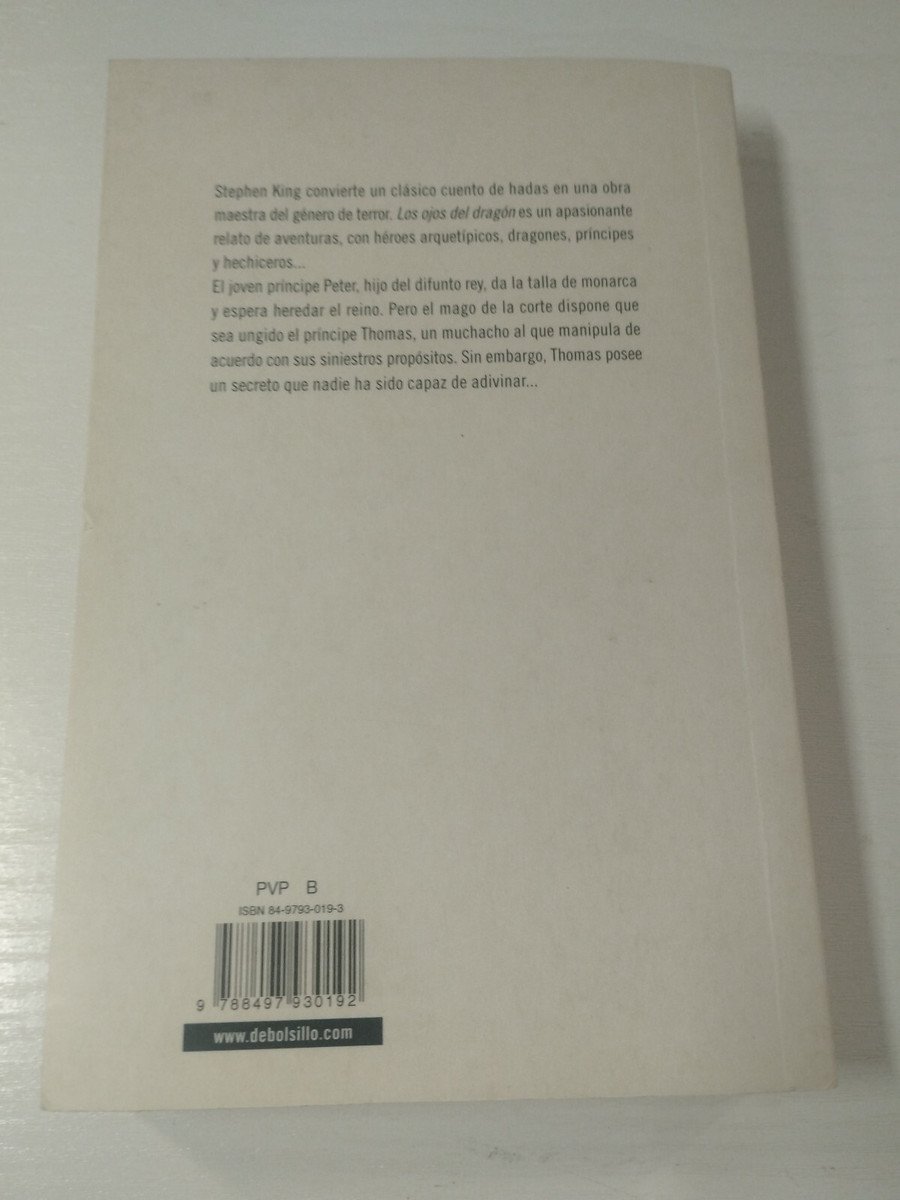 Stephen King convierte un clásico cuento de hadas en una obra
maestra del género de terror. Los ojos del dragón es un apasionante
relato de aventuras, con héroes arquetípicos, dragones, príncipes
y hechiceros...
El joven príncipe Peter, hijo del difunto rey, da la talla de monarca
y espera heredar el reino. Pero el mago de la corte dispone que
sea ungido el príncipe Thomas, un muchacho al que manipula de
acuerdo con sus siniestros propósitos. Sin embargo, Thomas posee
un secreto que nadie ha sido capaz de adivinar...
PVP B
ISBN 84-9793-019-3
9 788497 930192
www.debolsillo.com